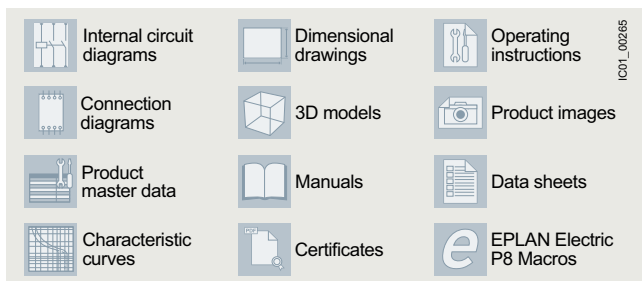 Internal circuit
diagrams
Dimensional
drawings
Operating
instructions
IC01_00265
Connection
diagrams
3D models
Product images
Product
master data
Manuals
Data sheets
Characteristic
curves
PDF
Certificates
e
EPLAN Electric
P8 Macros